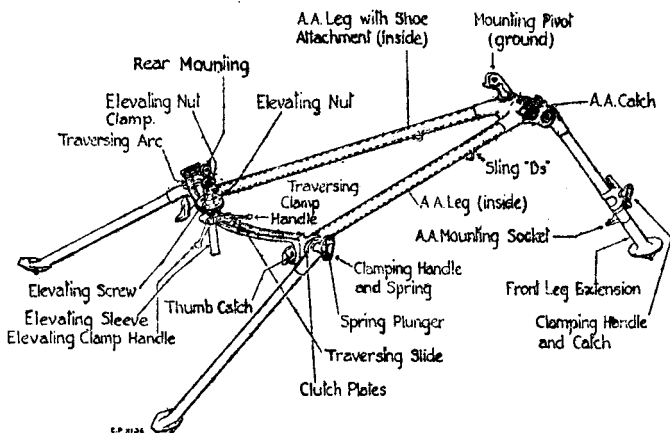 A.A. Leg with Shoe
Attachment (inside)
Mounting Pivot
(ground)
Rear Mounting
Elevating Nut
Clamp.
Elevating Nut
A.A. Catch
Traversing Arc
Sling "Ds"
Traversing
Clamp
Handle
A.A. Leg (inside)
A.A. Mounting Socket
Clamping Handle
and Spring
Front Leg Extension
Elevating Screw
Thumb Catch
Elevating Sleeve
Spring Plunger
Clamping Handle
and Catch
Elevating Clamp Handle
Traversing Slide
Clutch Plates